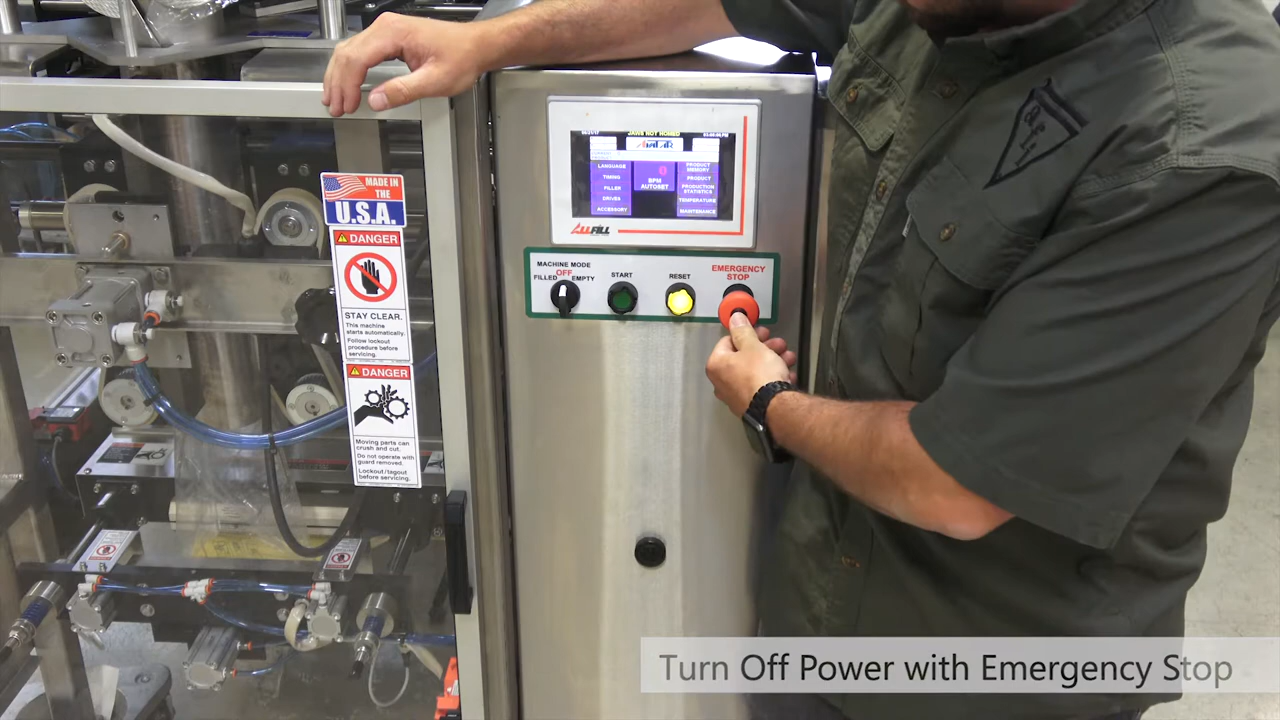 JAWS NOT HOMED
AVATAR
LANGUAGE
TIMING
FILLER
DRIVES
ACCESSORY
0
BPM
AUTOSET
PRODUCT
MEMORY
PRODUCT
PRODUCTION
STATISTICS
TEMPERATURE
MAINTENANCE
ALLFILL
MACHINE MODE
OFF
FILLED EMPTY
START
RESET
EMERGENCY
STOP
MADE IN
THE
U.S.A.
DANGER
STAY CLEAR.
This machine
starts automatically.
Follow lockout
procedure before
servicing.
DANGER
Moving parts can
crush and cut.
Do not operate with
guard removed.
Lockout/tagout
before servicing.
Turn Off Power with Emergency Stop